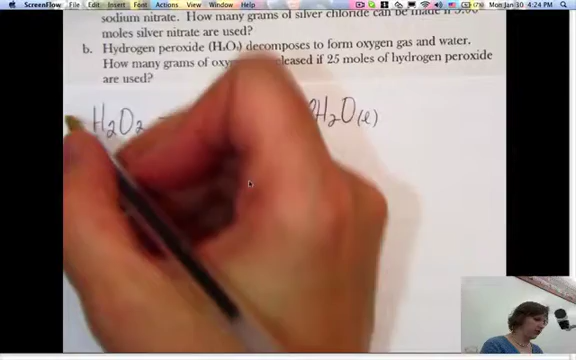 ScreenFlow File Edit Insert Font Actions View Window Help Mon Jan 30 4:24 PM
sodium nitrate. How many grams of silver chloride can be made if
moles silver nitrate are used?
b. Hydrogen peroxide (H₂O₂) decomposes to form oxygen gas and water.
How many grams of released if 25 moles of hydrogen peroxide
are used?
H₂O₂ H₂O(l)